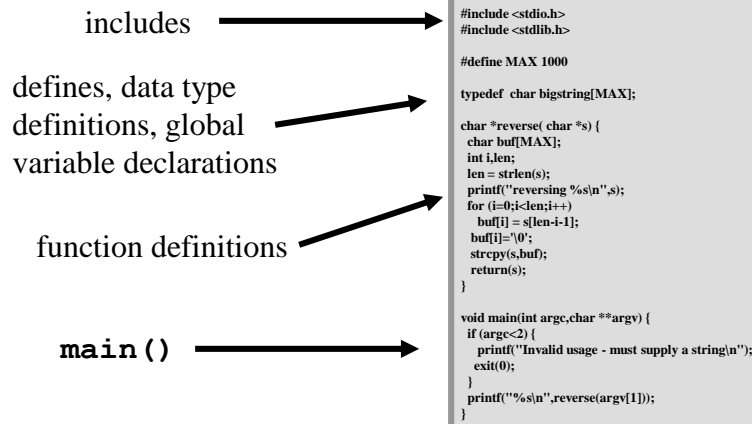 includes
defines, data type
definitions, global
variable declarations
function definitions
main()
#include <stdio.h>
#include <stdlib.h>
#define MAX 1000
typedef  char bigstring[MAX];
char *reverse( char *s) {
char buf[MAX];
int i,len;
len = strlen(s);
printf("reversing %s\n",s);
for (i=0;i<len;i++)
buf[i] = s[len-i-1];
buf[i]='\0';
strcpy(s,buf);
return(s);
}
void main(int argc,char **argv) {
if (argc<2) {
printf("Invalid usage - must supply a string\n");
exit(0);
}
printf("%s\n",reverse(argv[1]));
}